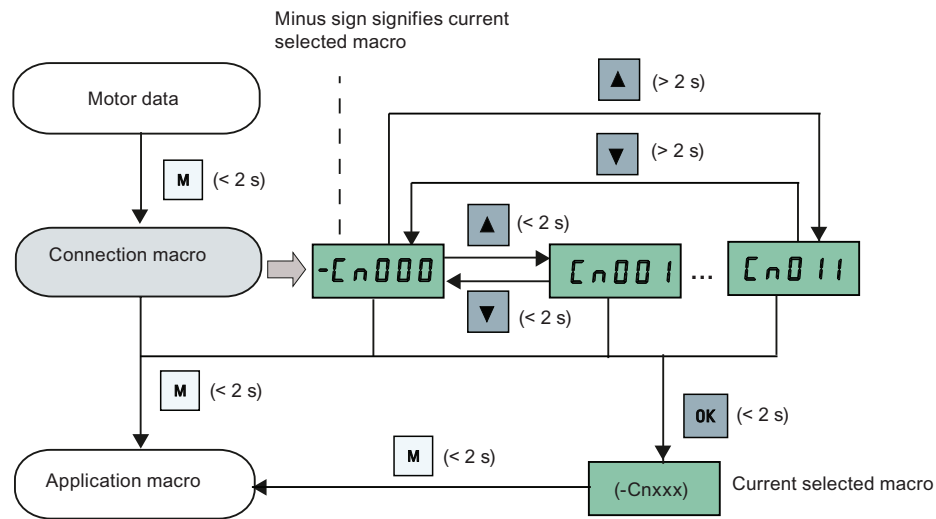 Minus sign signifies current
selected macro
▲ (> 2 s)
Motor data
▼ (> 2 s)
M (< 2 s)
▲ (< 2 s)
Connection macro
-Cn000
Cn001 ... Cn011
▼ (< 2 s)
M (< 2 s)
OK (< 2 s)
M (< 2 s)
Application macro
(-Cnxxx)
Current selected macro